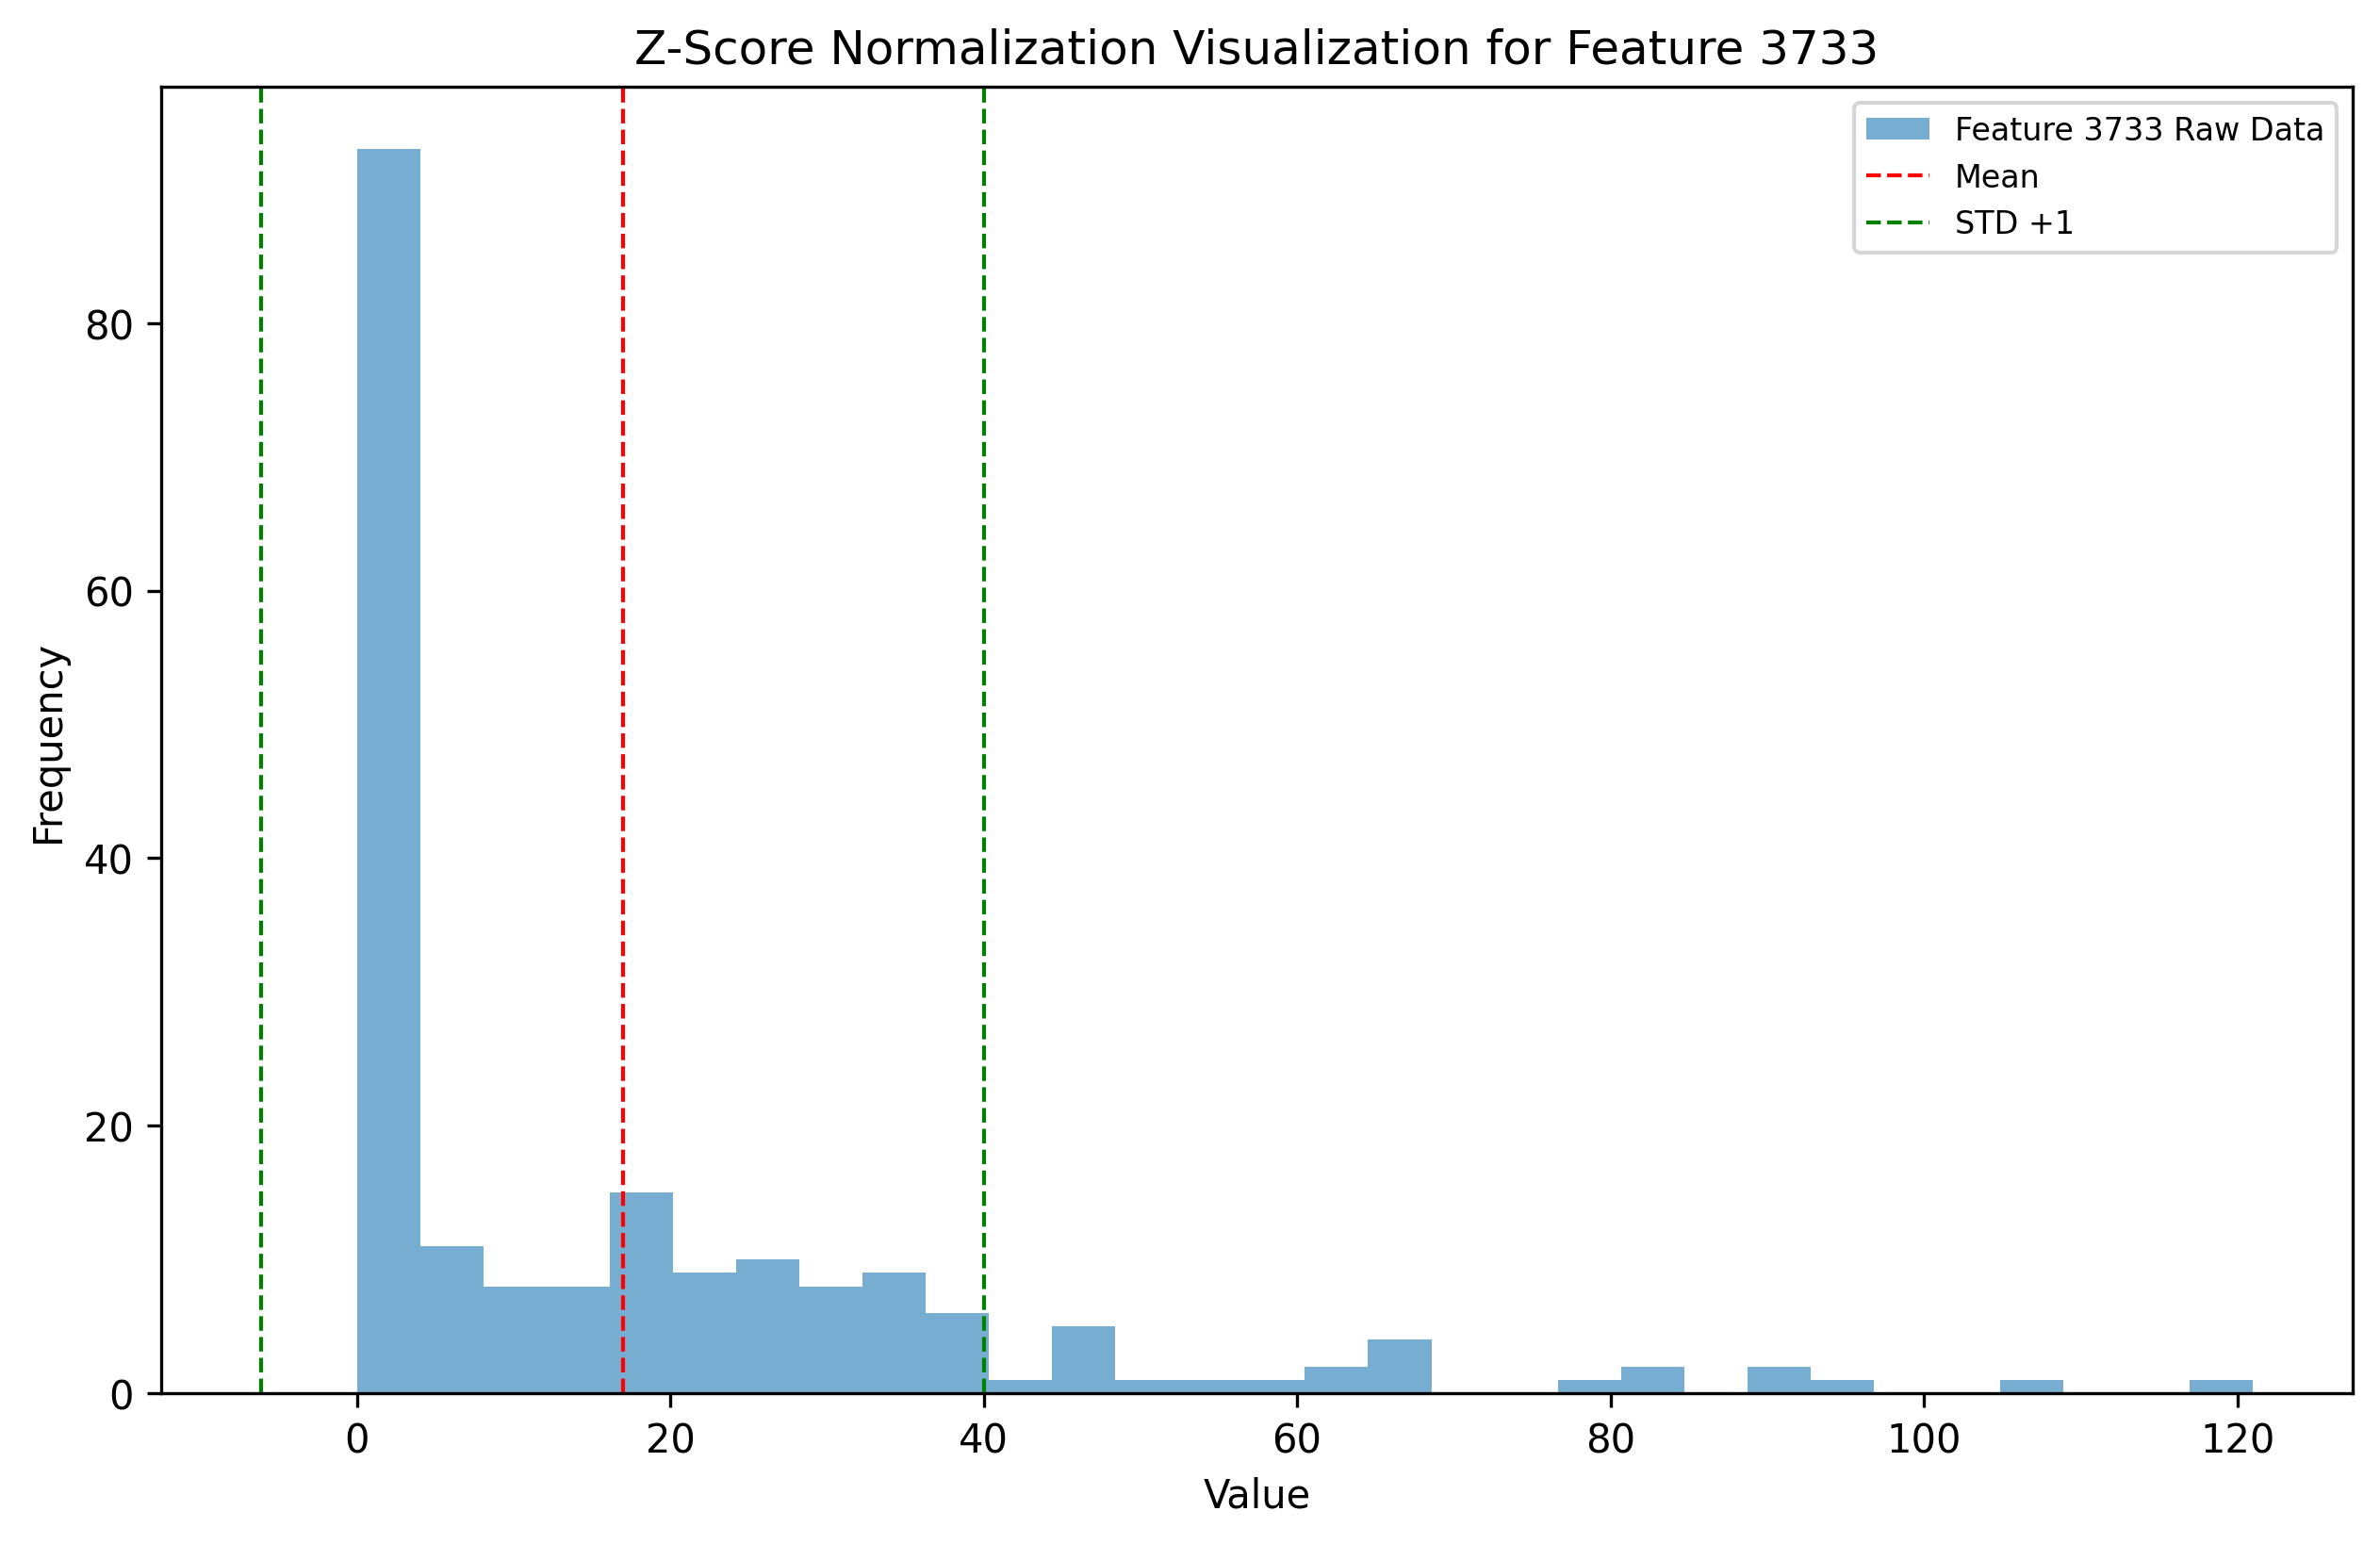 Z-Score Normalization Visualization for Feature 3733
Feature 3733 Raw Data
Mean
STD +1
Frequency
80
60
40
20
0
0 20 40 60 80 100 120
Value